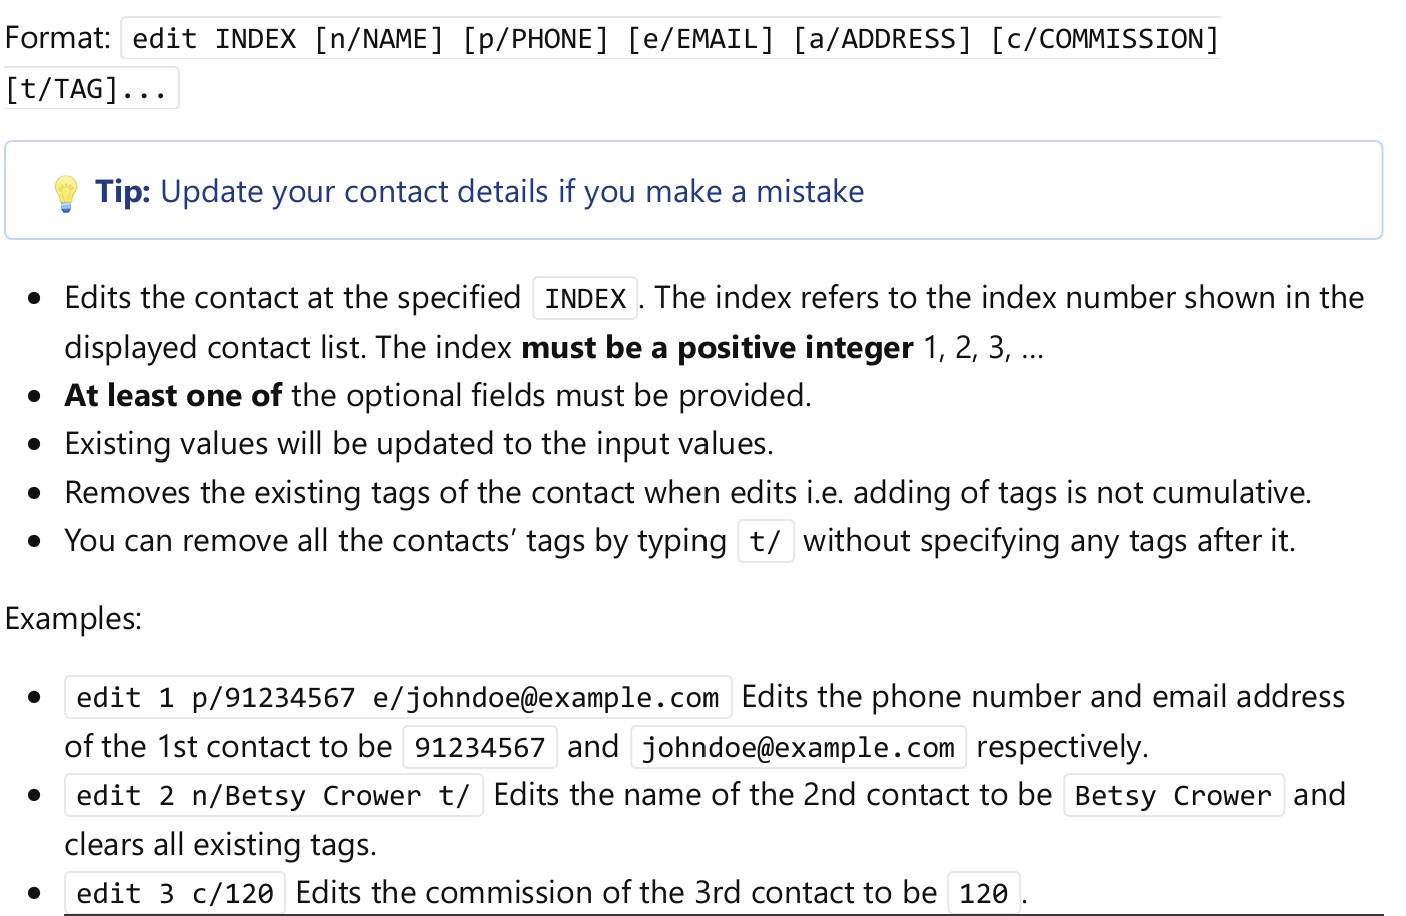 Format: edit INDEX [n/NAME] [p/PHONE] [e/EMAIL] [a/ADDRESS] [c/COMMISSION]
[t/TAG]...
Tip: Update your contact details if you make a mistake
Edits the contact at the specified INDEX. The index refers to the index number shown in the
displayed contact list. The index must be a positive integer 1, 2, 3, …
At least one of the optional fields must be provided.
Existing values will be updated to the input values.
Removes the existing tags of the contact when edits i.e. adding of tags is not cumulative.
You can remove all the contacts’ tags by typing t/ without specifying any tags after it.
Examples:
edit 1 p/91234567 e/johndoe@example.com Edits the phone number and email address
of the 1st contact to be 91234567 and johndoe@example.com respectively.
edit 2 n/Betsy Crower t/ Edits the name of the 2nd contact to be Betsy Crower and
clears all existing tags.
edit 3 c/120 Edits the commission of the 3rd contact to be 120.